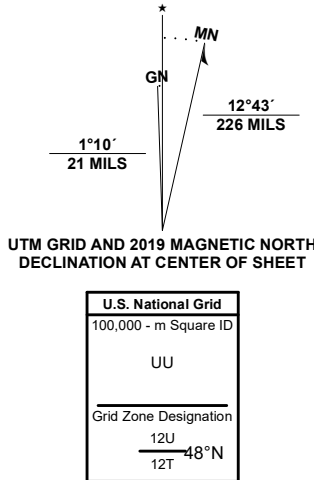 ★
MN
GN
12°43´
226 MILS
1°10´
21 MILS
UTM GRID AND 2019 MAGNETIC NORTH
DECLINATION AT CENTER OF SHEET
U.S. National Grid
100,000 - m Square ID
UU
Grid Zone Designation
12U
48°N
12T